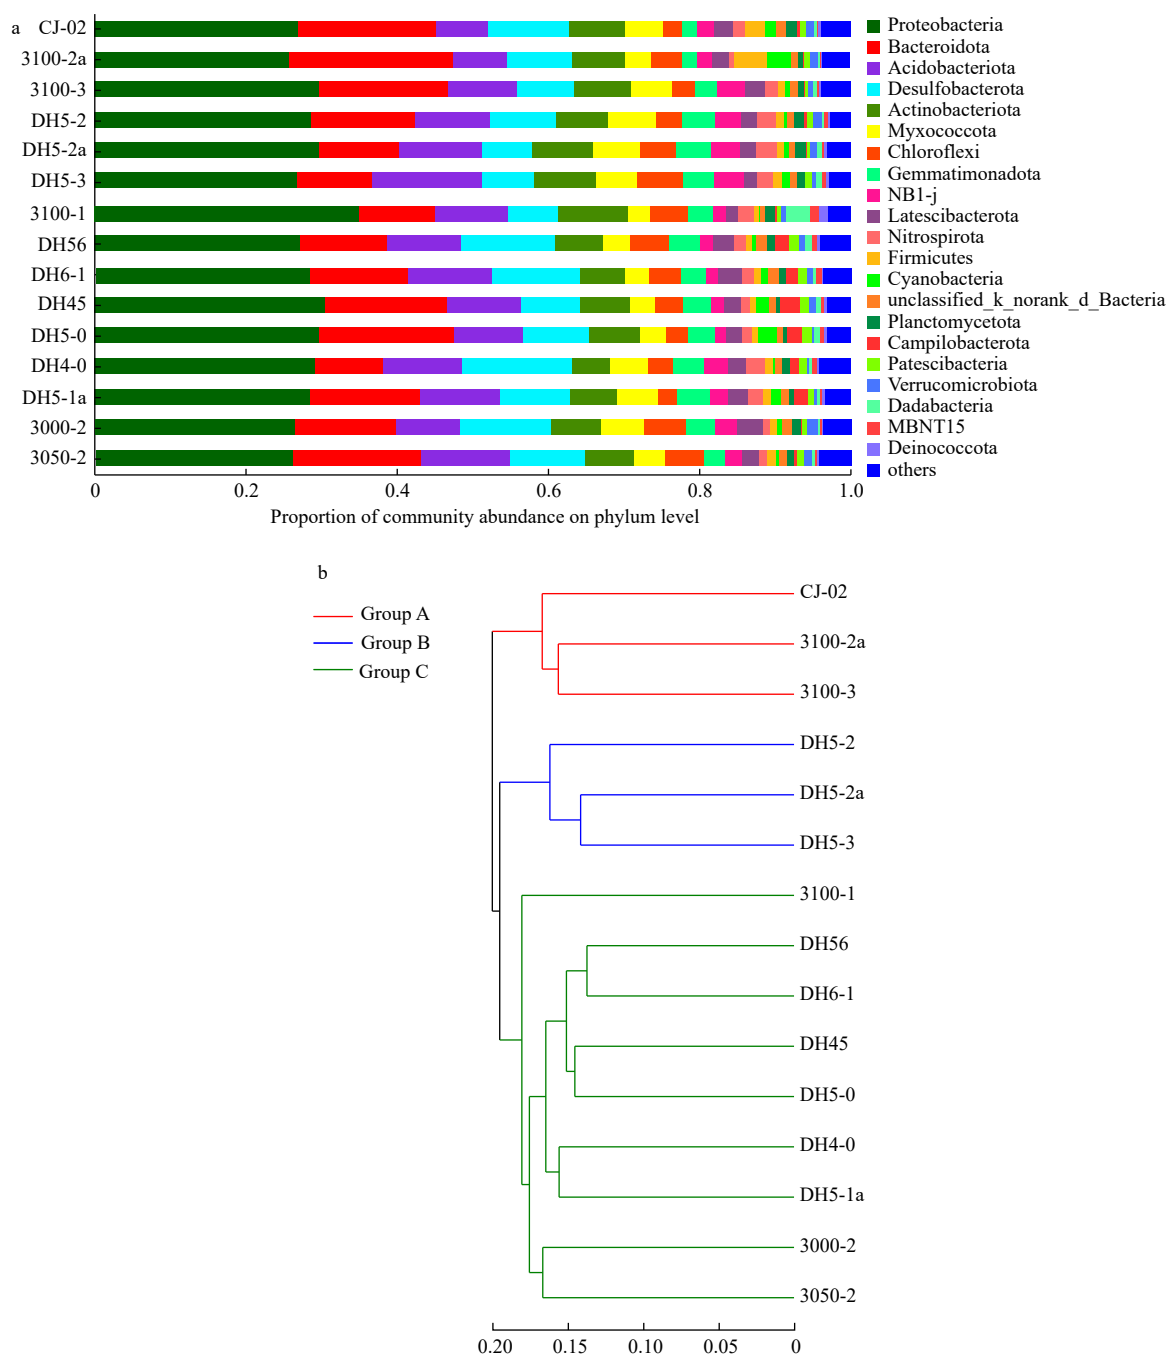 a
CJ-02
3100-2a
3100-3
DH5-2
DH5-2a
DH5-3
3100-1
DH56
DH6-1
DH45
DH5-0
DH4-0
DH5-1a
3000-2
3050-2
0 0.2 0.4 0.6 0.8 1.0
Proportion of community abundance on phylum level
Proteobacteria
Bacteroidota
Acidobacteriota
Desulfobacterota
Actinobacteriota
Myxococcota
Chloroflexi
Gemmatimonadota
NB1-j
Latescibacterota
Nitrospirota
Firmicutes
Cyanobacteria
unclassified_k_norank_d_Bacteria
Planctomycetota
Campilobacterota
Patescibacteria
Verrucomicrobiota
Dadabacteria
MBNT15
Deinococcota
others
b
Group A
Group B
Group C
CJ-02
3100-2a
3100-3
DH5-2
DH5-2a
DH5-3
3100-1
DH56
DH6-1
DH45
DH5-0
DH4-0
DH5-1a
3000-2
3050-2
0.20 0.15 0.10 0.05 0